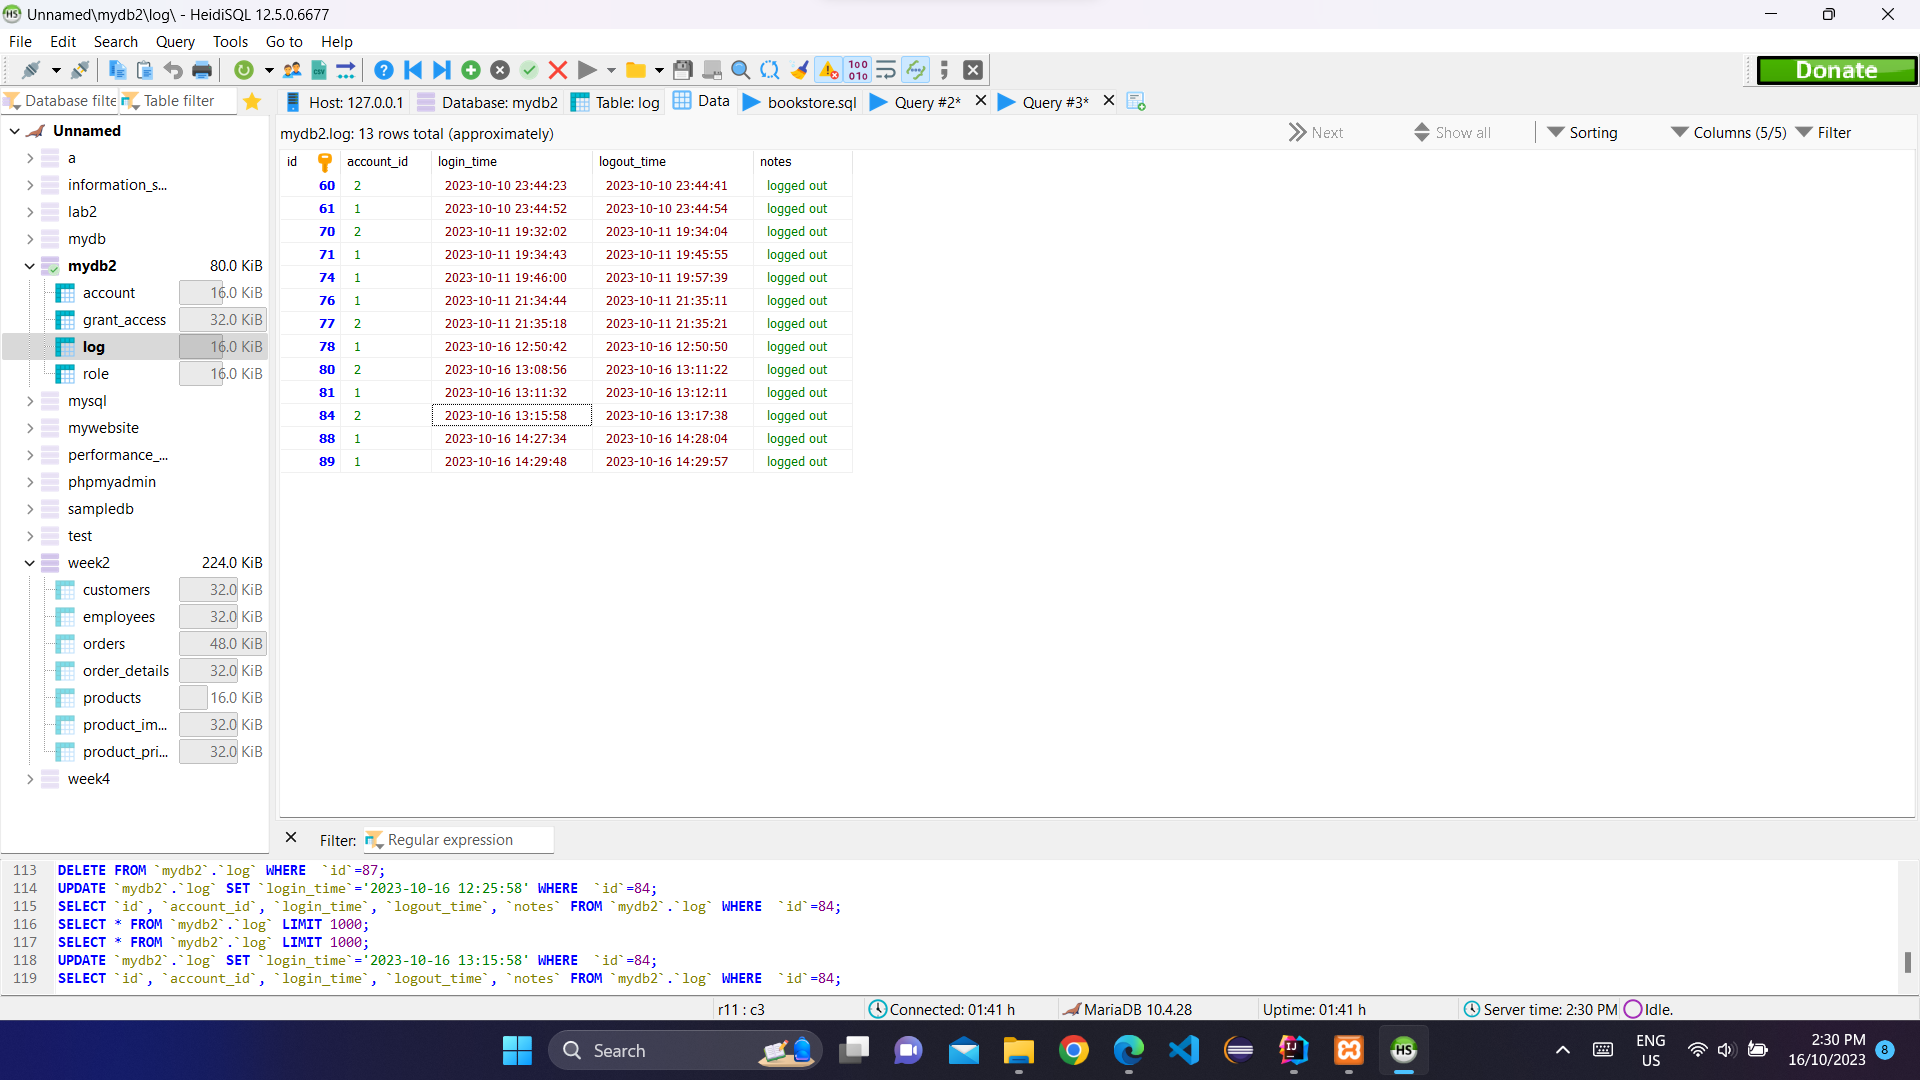 Unnamed\mydb2\log\ - HeidiSQL 12.5.0.6677
File Edit Search Query Tools Go to Help
Donate
Database filte Table filter
Host: 127.0.0.1 Database: mydb2 Table: log Data bookstore.sql Query #2* Query #3*
mydb2.log: 13 rows total (approximately) Next Show all Sorting Columns (5/5) Filter
Unnamed
a
information_s...
lab2
mydb
mydb2 80.0 KiB
account 16.0 KiB
grant_access 32.0 KiB
log 16.0 KiB
role 16.0 KiB
mysql
mywebsite
performance_...
phpmyadmin
sampledb
test
week2 224.0 KiB
customers 32.0 KiB
employees 32.0 KiB
orders 48.0 KiB
order_details 32.0 KiB
products 16.0 KiB
product_im... 32.0 KiB
product_pri... 32.0 KiB
week4
id account_id login_time logout_time notes
60 2 2023-10-10 23:44:23 2023-10-10 23:44:41 logged out
61 1 2023-10-10 23:44:52 2023-10-10 23:44:54 logged out
70 2 2023-10-11 19:32:02 2023-10-11 19:34:04 logged out
71 1 2023-10-11 19:34:43 2023-10-11 19:45:55 logged out
74 1 2023-10-11 19:46:00 2023-10-11 19:57:39 logged out
76 1 2023-10-11 21:34:44 2023-10-11 21:35:11 logged out
77 2 2023-10-11 21:35:18 2023-10-11 21:35:21 logged out
78 1 2023-10-16 12:50:42 2023-10-16 12:50:50 logged out
80 2 2023-10-16 13:08:56 2023-10-16 13:11:22 logged out
81 1 2023-10-16 13:11:32 2023-10-16 13:12:11 logged out
84 2 2023-10-16 13:15:58 2023-10-16 13:17:38 logged out
88 1 2023-10-16 14:27:34 2023-10-16 14:28:04 logged out
89 1 2023-10-16 14:29:48 2023-10-16 14:29:57 logged out
Filter: Regular expression
113 DELETE FROM `mydb2`.`log` WHERE  `id`=87;
114 UPDATE `mydb2`.`log` SET `login_time`='2023-10-16 12:25:58' WHERE  `id`=84;
115 SELECT `id`, `account_id`, `login_time`, `logout_time`, `notes` FROM `mydb2`.`log` WHERE  `id`=84;
116 SELECT * FROM `mydb2`.`log` LIMIT 1000;
117 SELECT * FROM `mydb2`.`log` LIMIT 1000;
118 UPDATE `mydb2`.`log` SET `login_time`='2023-10-16 13:15:58' WHERE  `id`=84;
119 SELECT `id`, `account_id`, `login_time`, `logout_time`, `notes` FROM `mydb2`.`log` WHERE  `id`=84;
r11 : c3 Connected: 01:41 h MariaDB 10.4.28 Uptime: 01:41 h Server time: 2:30 PM Idle.
Search
HS
ENG
US
2:30 PM
16/10/2023
8